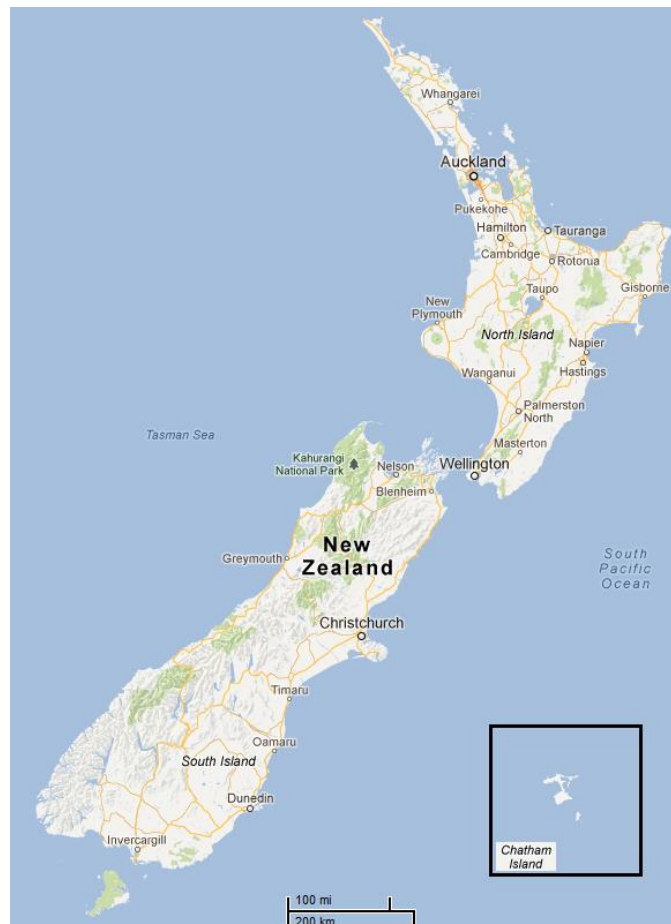 Whangarei
Auckland
Pukekohe
Hamilton
Tauranga
Cambridge
Rotorua
Taupo
Gisborne
New
Plymouth
North Island
Napier
Hastings
Wanganui
Palmerston
North
Masterton
Tasman Sea
Kahurangi
National Park
Nelson
Wellington
Blenheim
New
Zealand
Greymouth
South
Pacific
Ocean
Christchurch
Timaru
Oamaru
South Island
Dunedin
Invercargill
Chatham
Island
100 mi
200 km